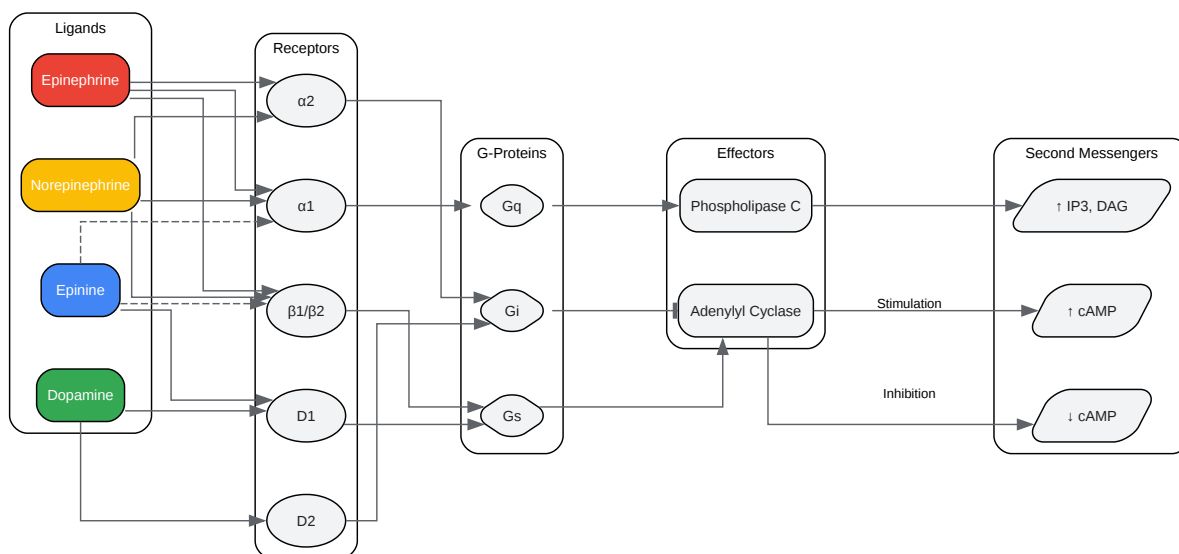 Ligands
Epinephrine
Norepinephrine
Epinine
Dopamine
Receptors
α2
α1
β1/β2
D1
D2
G-Proteins
Gq
Gi
Gs
Effectors
Phospholipase C
Adenylyl Cyclase
Stimulation
Inhibition
Second Messengers
↑ IP3, DAG
↑ cAMP
↓ cAMP